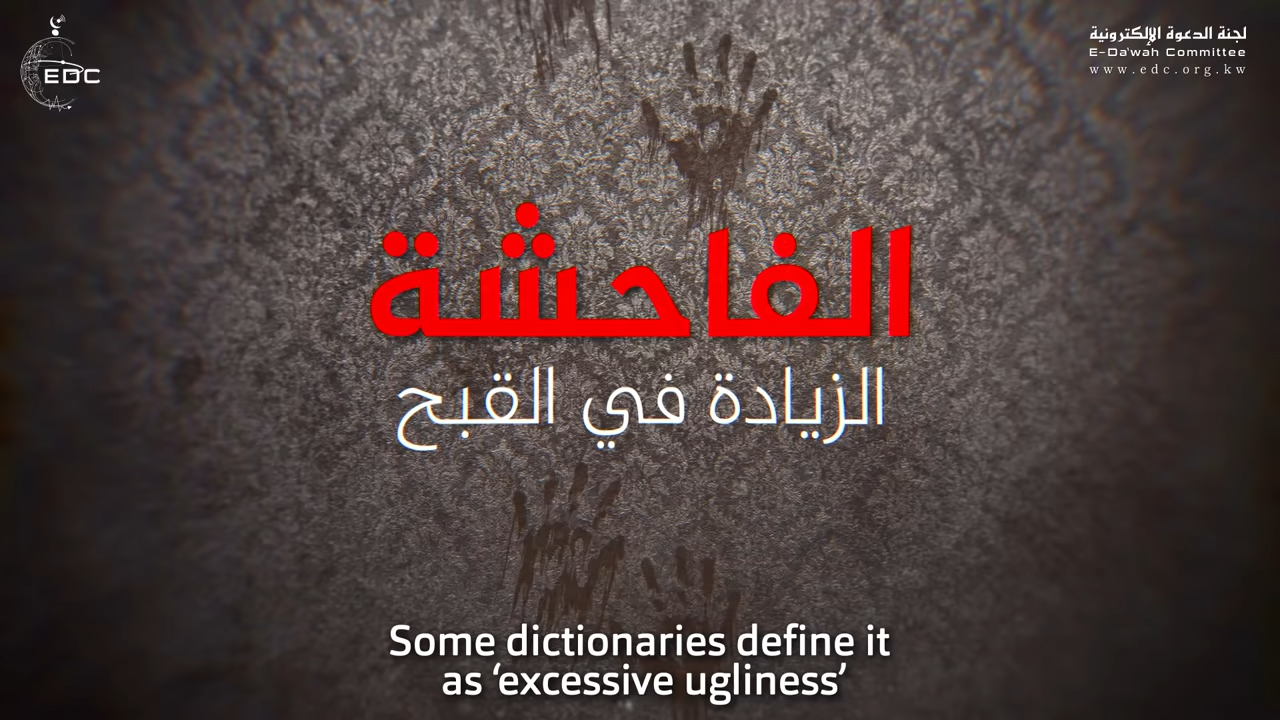 EDC
لجنة الدعوة الإلكترونية
E-Da'wah Committee
www.edc.org.kw
الفاحشة
الزيادة في القبح
Some dictionaries define it
as ‘excessive ugliness’